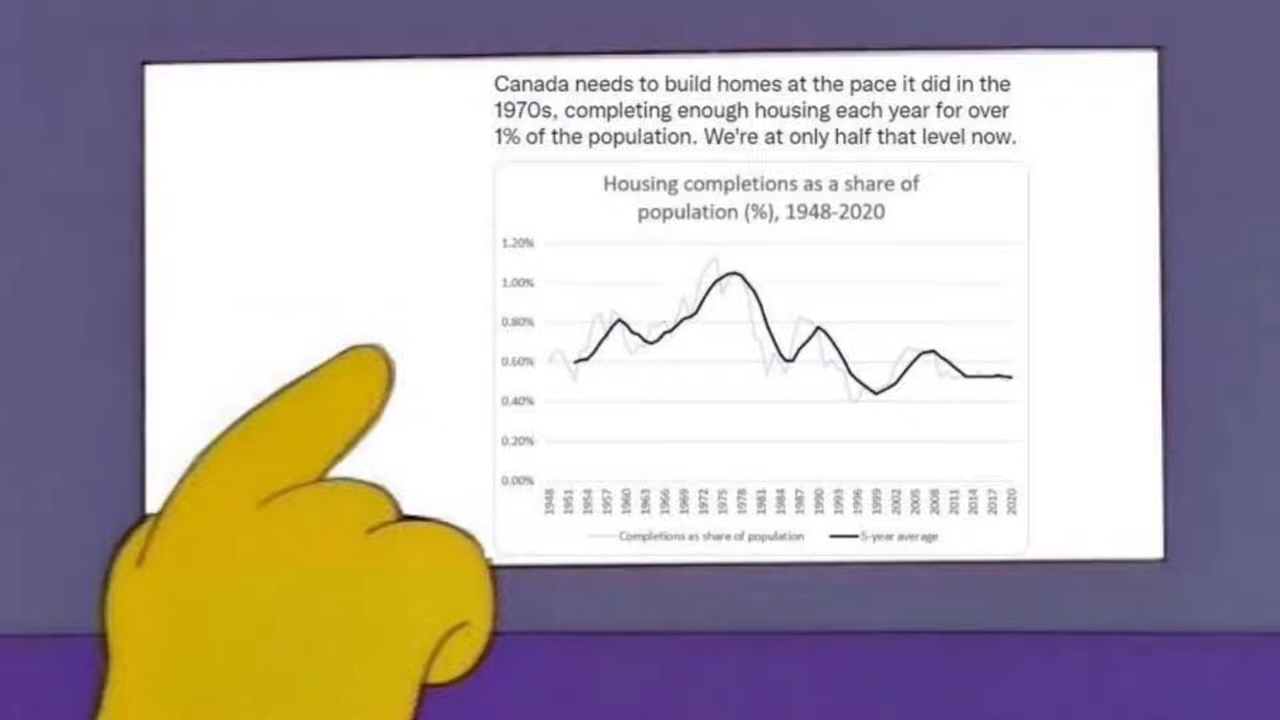 Canada needs to build homes at the pace it did in the
1970s, completing enough housing each year for over
1% of the population. We're at only half that level now.
Housing completions as a share of
population (%), 1948-2020
1.20%
1.00%
0.80%
0.60%
0.40%
0.20%
0.00%
1948 1951 1954 1957 1960 1963 1966 1969 1972 1975 1978 1981 1984 1987 1990 1993 1996 1999 2002 2005 2008 2011 2014 2017 2020
Completions as share of population 5-year average